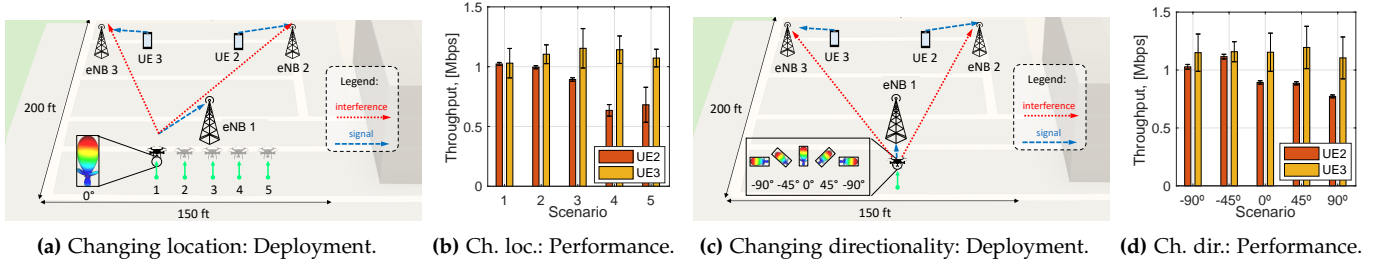 eNB 3
UE 3
UE 2
eNB 2
eNB 1
200 ft
Legend:
interference
signal
0°
1 2 3 4 5
150 ft
(a) Changing location: Deployment.
Throughput, [Mbps]
1.5
1
0.5
0
UE2
UE3
1 2 3 4 5
Scenario
(b) Ch. loc.: Performance.
eNB 3
UE 3
UE 2
eNB 2
eNB 1
200 ft
Legend:
interference
signal
-90° -45° 0° 45° -90°
150 ft
(c) Changing directionality: Deployment.
Throughput, [Mbps]
1.5
1
0.5
0
UE2
UE3
-90° -45° 0° 45° 90°
Scenario
(d) Ch. dir.: Performance.